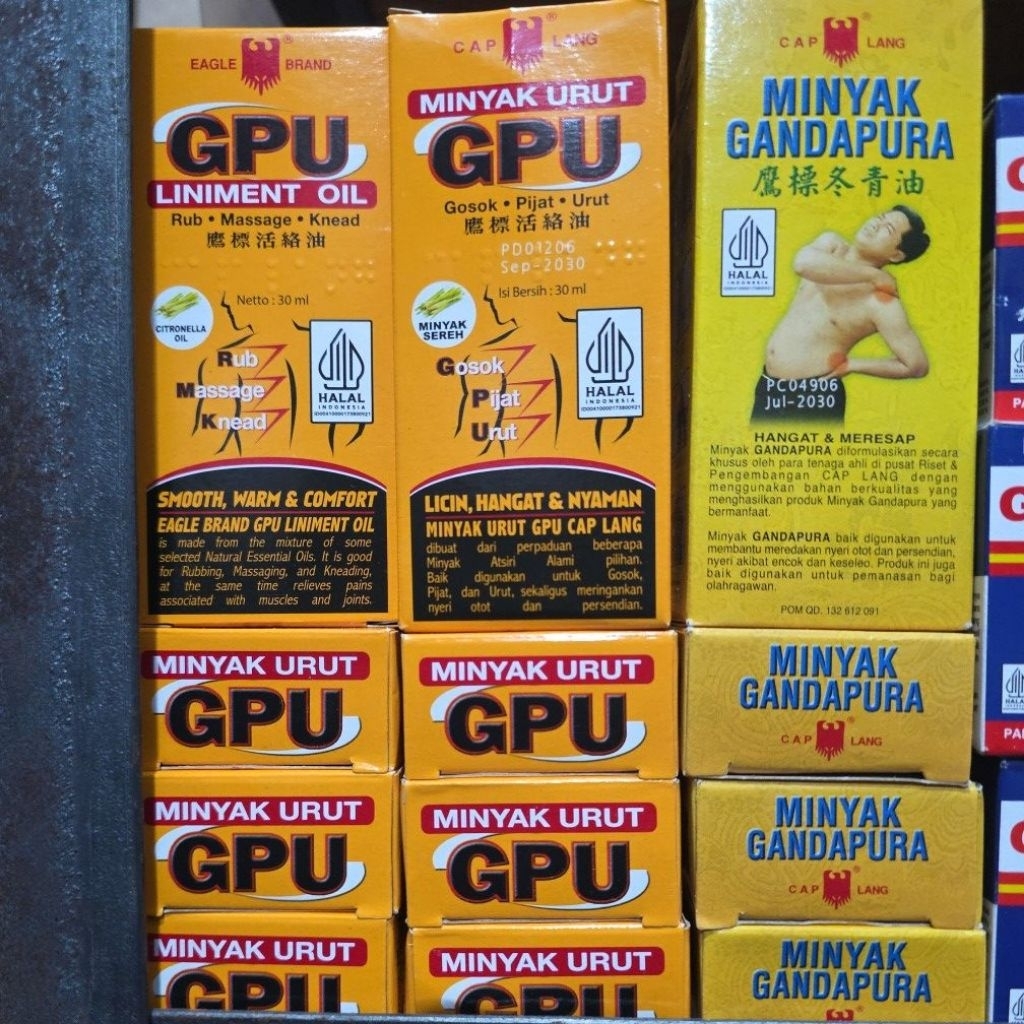 EAGLE BRAND
GPU
LINIMENT OIL
Rub • Massage • Knead
鷹標活絡油
Netto : 30 ml
CITRONELLA
OIL
Rub
Massage
Knead
HALAL
INDONESIA
ID00410000173800921
SMOOTH, WARM & COMFORT
EAGLE BRAND GPU LINIMENT OIL
is made from the mixture of some
selected Natural Essential Oils. It is good
for Rubbing, Massaging, and Kneading,
at the same time relieves pains
associated with muscles and joints.
CAP LANG
MINYAK URUT
GPU
Gosok • Pijat • Urut
鷹標活絡油
PD01206
Sep-2030
Isi Bersih : 30 ml
MINYAK
SEREH
Gosok
Pijat
Urut
HALAL
INDONESIA
ID00410000173800921
LICIN, HANGAT & NYAMAN
MINYAK URUT GPU CAP LANG
dibuat dari perpaduan beberapa
Minyak Atsiri Alami pilihan.
Baik digunakan untuk Gosok,
Pijat, dan Urut, sekaligus meringankan
nyeri otot dan persendian.
CAP LANG
MINYAK
GANDAPURA
鷹標冬青油
HALAL
INDONESIA
PC04906
Jul-2030
HANGAT & MERESAP
Minyak GANDAPURA diformulasikan secara
khusus oleh para tenaga ahli di pusat Riset &
Pengembangan CAP LANG dengan
menggunakan bahan berkualitas yang
menghasilkan produk Minyak Gandapura yang
bermanfaat.
Minyak GANDAPURA baik digunakan untuk
membantu meredakan nyeri otot dan persendian,
nyeri akibat encok dan keseleo. Produk ini juga
baik digunakan untuk pemanasan bagi
olahragawan.
POM QD. 132 612 091
MINYAK URUT
GPU
MINYAK URUT
GPU
MINYAK
GANDAPURA
CAP LANG
MINYAK URUT
GPU
MINYAK URUT
GPU
MINYAK
GANDAPURA
CAP LANG
MINYAK URUT
GPU
MINYAK URUT
GPU
MINYAK
GANDAPURA